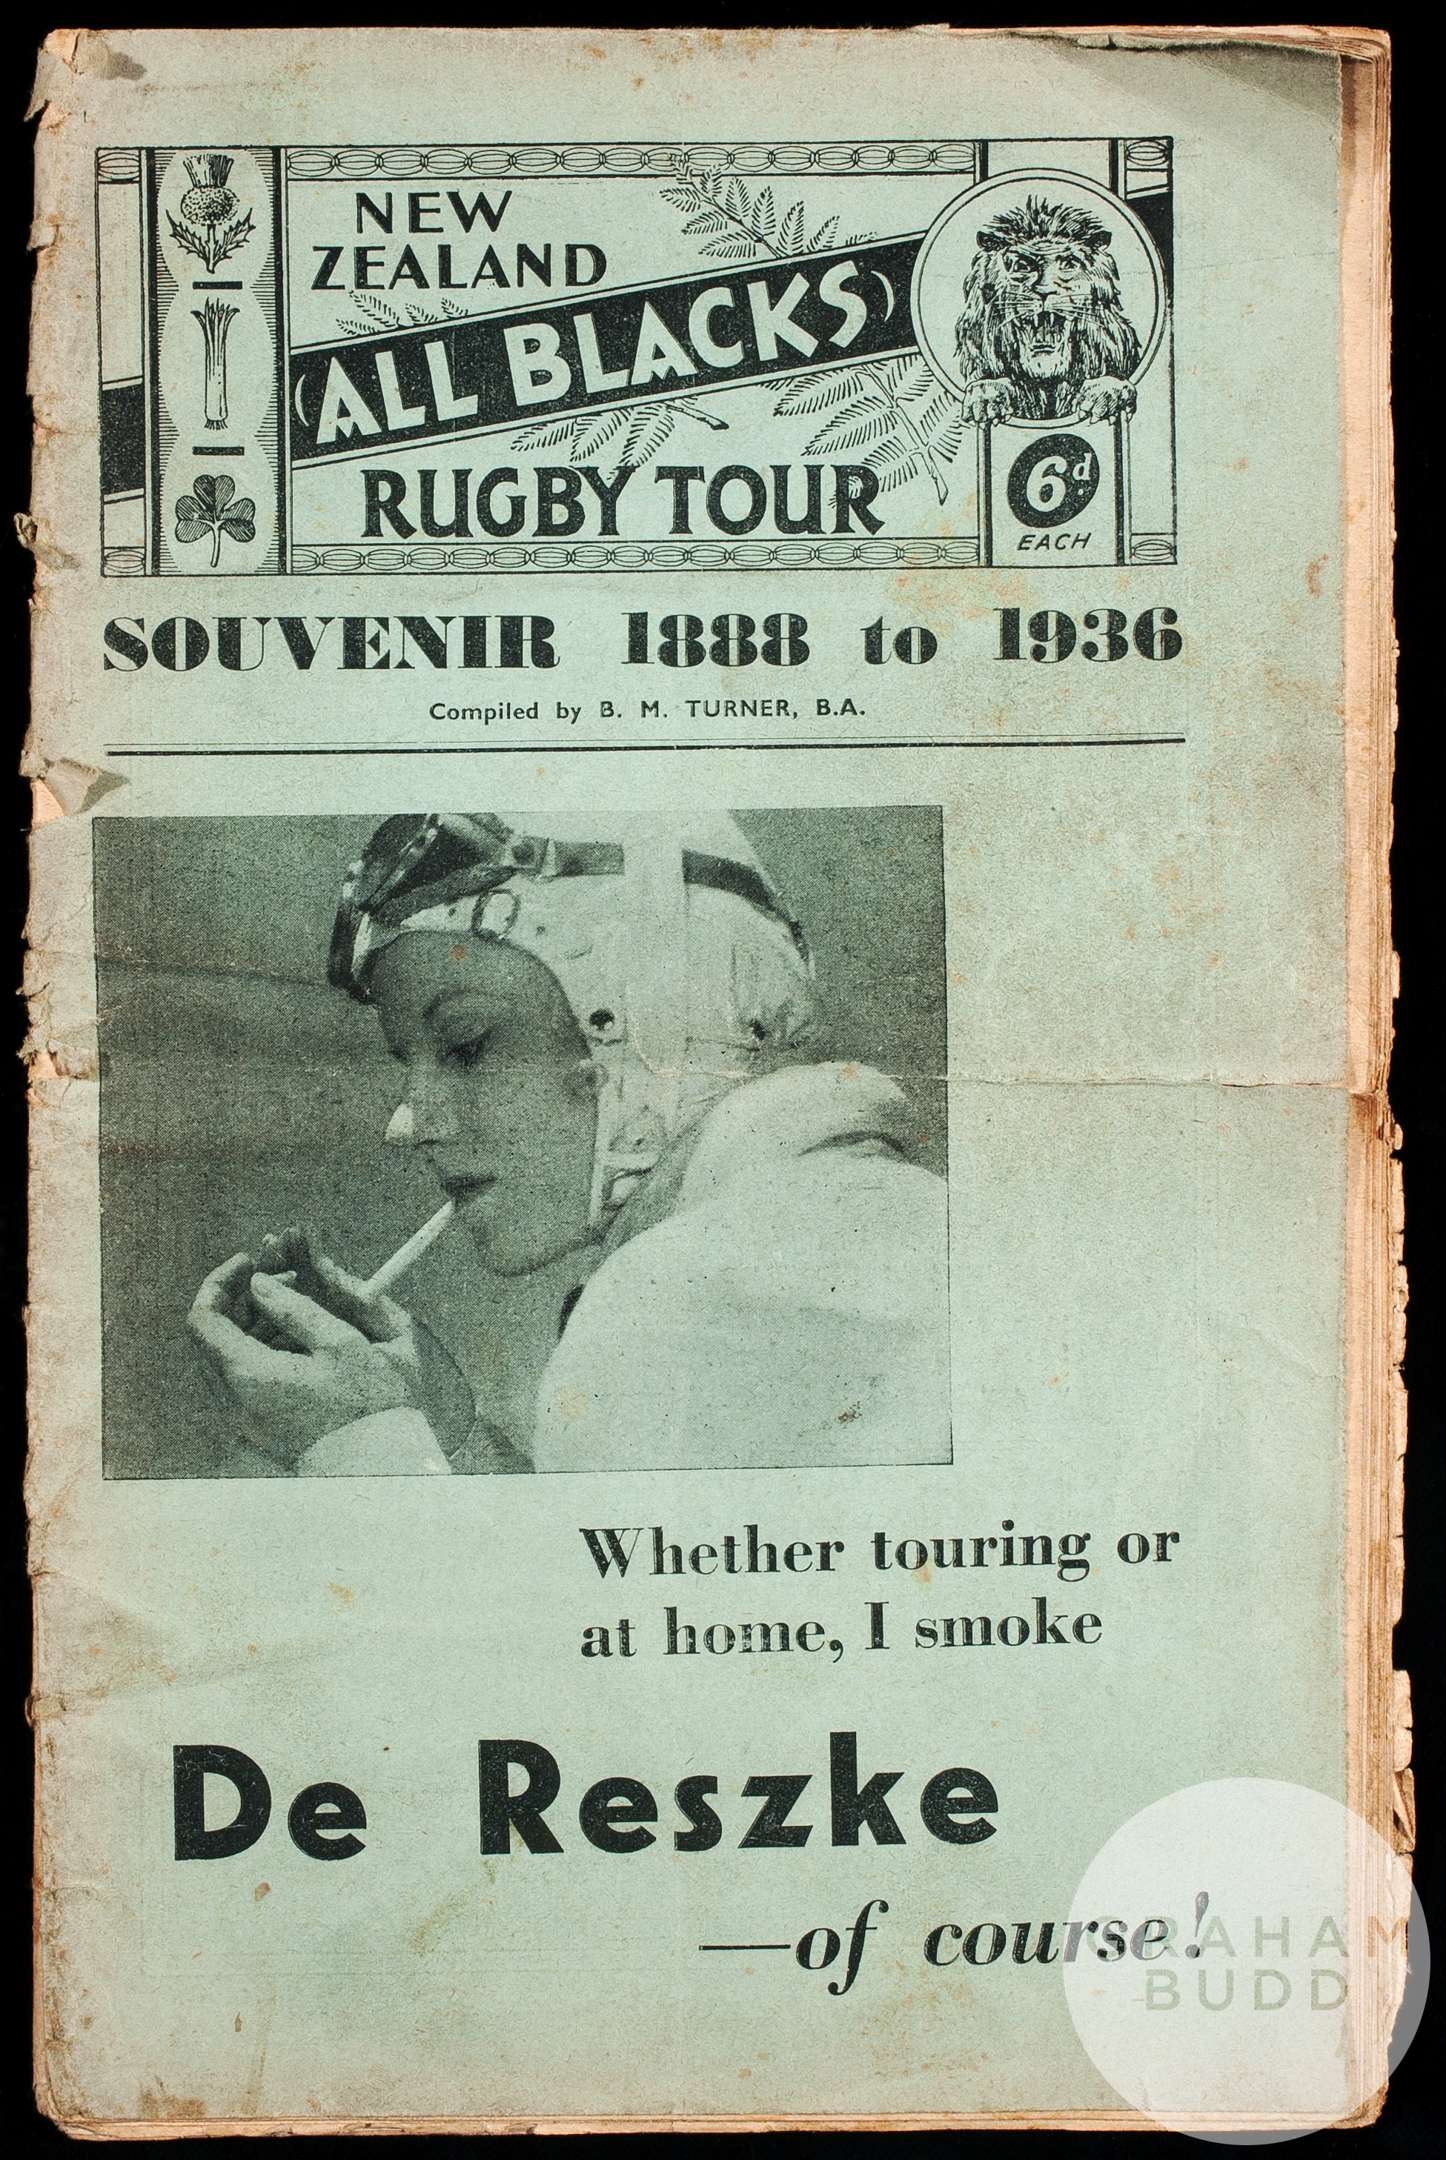 NEW
ZEALAND
(ALL BLACKS)
RUGBY TOUR
6d.
EACH
SOUVENIR 1888 to 1936
Compiled by B. M. TURNER, B.A.
Whether touring or
at home, I smoke
De Reszke
—of course!
GRAHAM
BUDD